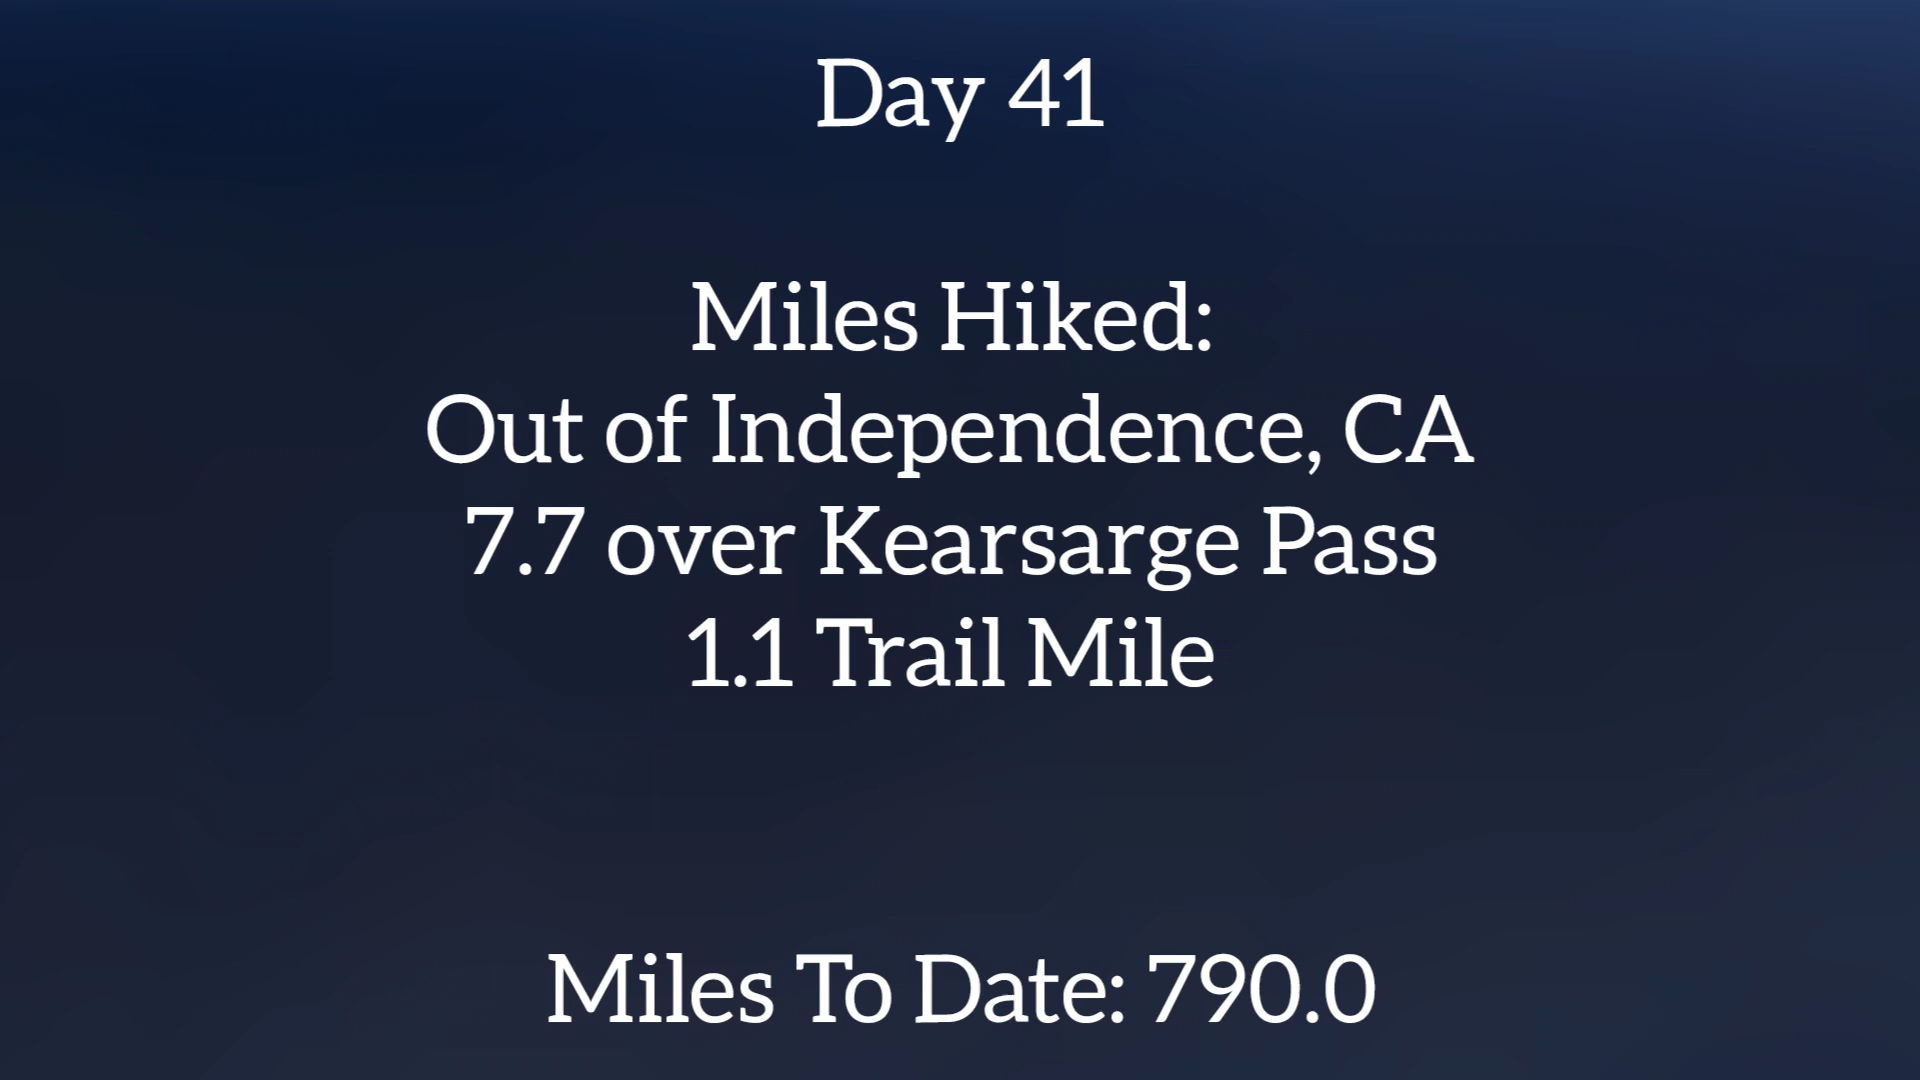 Day 41
Miles Hiked:
Out of Independence, CA
7.7 over Kearsarge Pass
1.1 Trail Mile
Miles To Date: 790.0